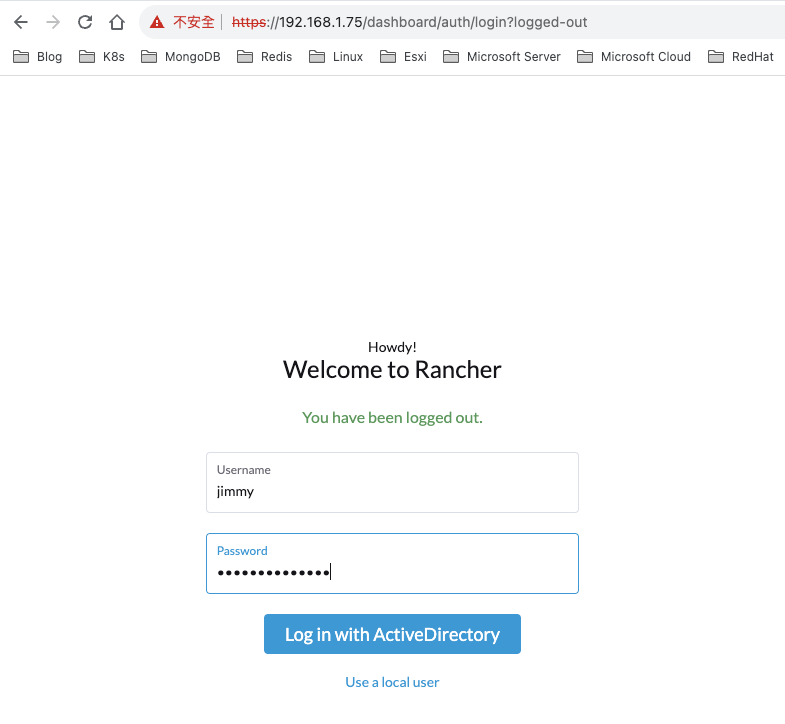 不安全 https://192.168.1.75/dashboard/auth/login?logged-out
Blog K8s MongoDB Redis Linux Esxi Microsoft Server Microsoft Cloud RedHat
Howdy!
Welcome to Rancher
You have been logged out.
Username
jimmy
Password
••••••••••••••
Log in with ActiveDirectory
Use a local user